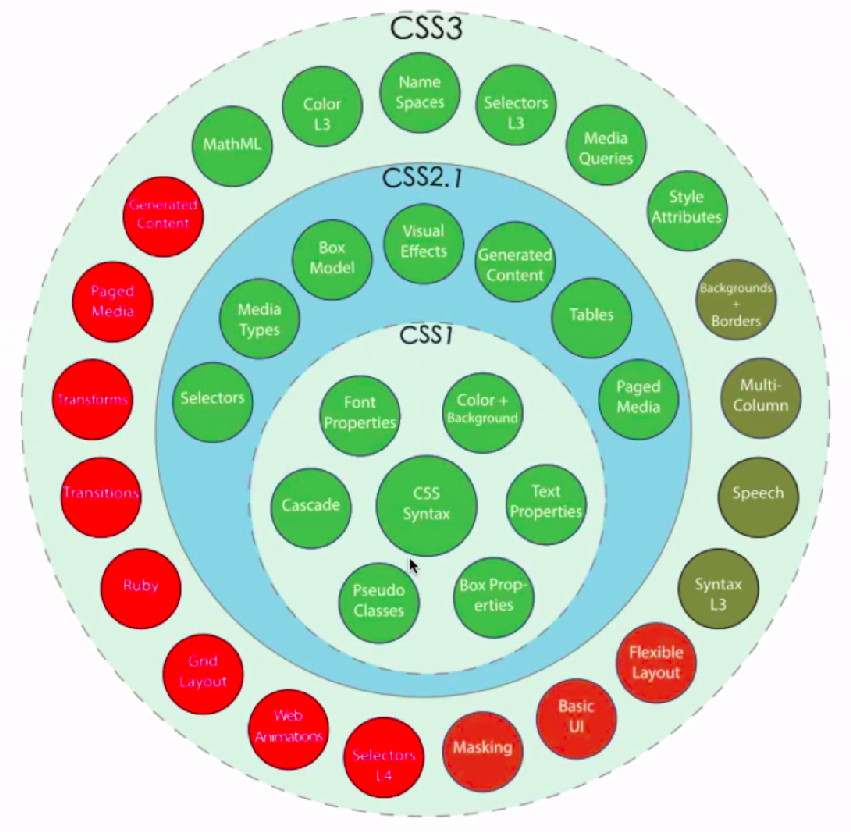 CSS3
Name
Spaces
Color
L3
Selectors
L3
MathML
Media
Queries
Generated
Content
Style
Attributes
Paged
Media
Backgrounds
+
Borders
Transforms
Multi-
Column
Transitions
Speech
Ruby
Syntax
L3
Grid
Layout
Flexible
Layout
Web
Animations
Basic
UI
Selectors
L4
Masking
CSS2.1
Visual
Effects
Box
Model
Generated
Content
Media
Types
Tables
Selectors
Paged
Media
CSS1
Font
Properties
Color +
Background
Cascade
CSS
Syntax
Text
Properties
Pseudo
Classes
Box Prop-
erties